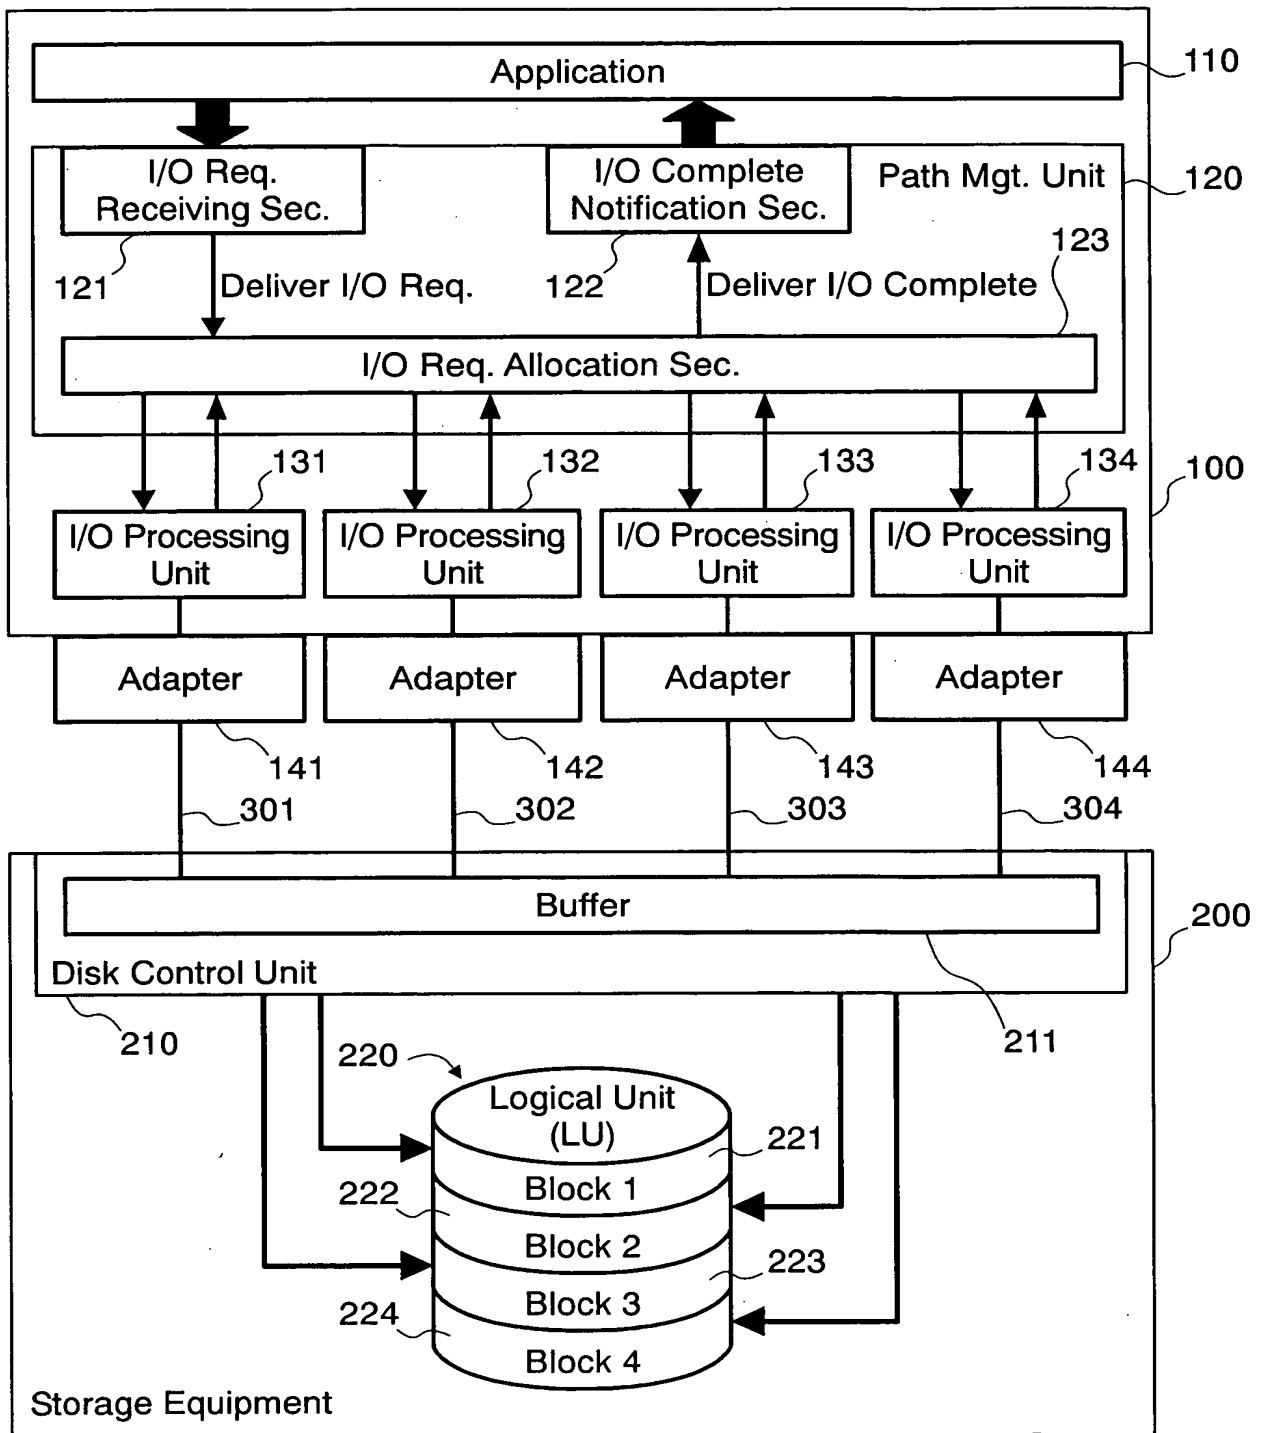 Application
110
I/O Req.
Receiving Sec.
I/O Complete
Notification Sec.
Path Mgt. Unit
120
121
Deliver I/O Req.
122
Deliver I/O Complete
123
I/O Req. Allocation Sec.
131
132
133
134
100
I/O Processing
Unit
I/O Processing
Unit
I/O Processing
Unit
I/O Processing
Unit
Adapter
Adapter
Adapter
Adapter
141
142
143
144
301
302
303
304
Buffer
200
Disk Control Unit
210
211
220
Logical Unit
(LU)
221
Block 1
222
Block 2
223
Block 3
224
Block 4
Storage Equipment